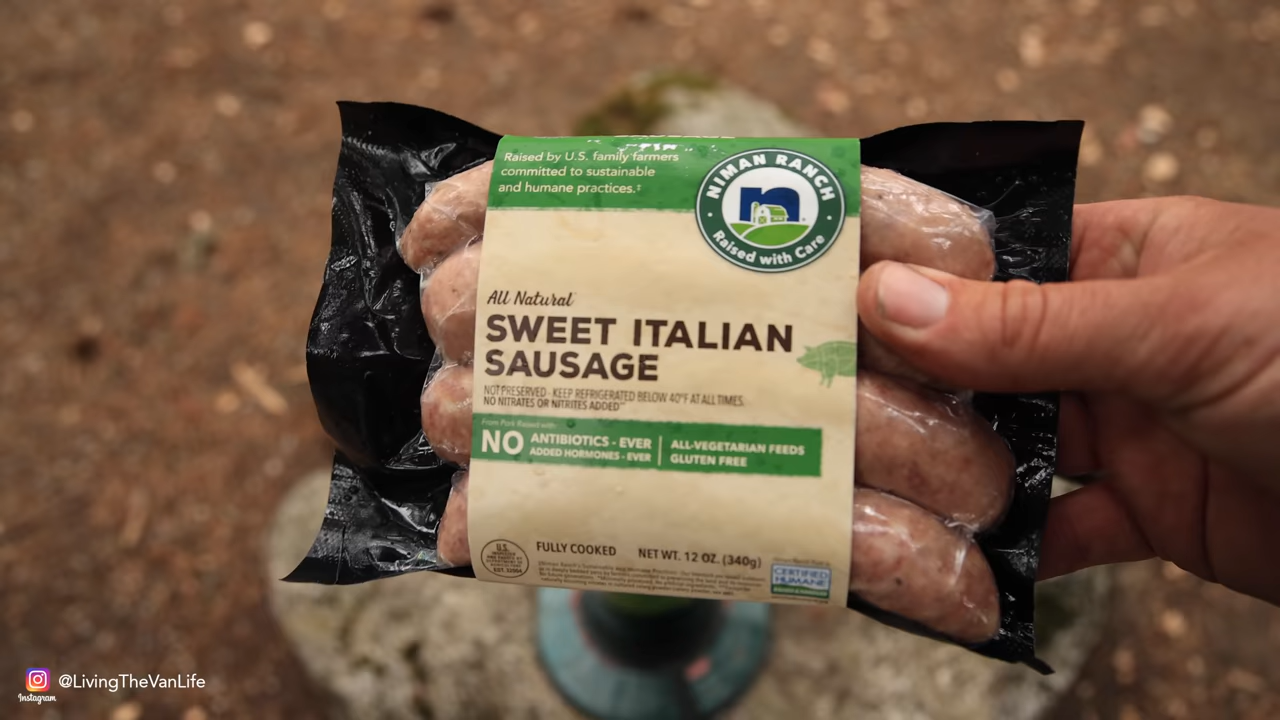 Raised by U.S. family farmers
committed to sustainable
and humane practices.‡
NIMAN RANCH
n
Raised with Care
All Natural
SWEET ITALIAN
SAUSAGE
NOT PRESERVED - KEEP REFRIGERATED BELOW 40°F AT ALL TIMES.
NO NITRATES OR NITRITES ADDED
From Pork Raised with:
NO ANTIBIOTICS - EVER
ADDED HORMONES - EVER
ALL-VEGETARIAN FEEDS
GLUTEN FREE
U.S.
FULLY COOKED
NET WT. 12 OZ. (340g)
CERTIFIED
HUMANE
Instagram
@LivingTheVanLife